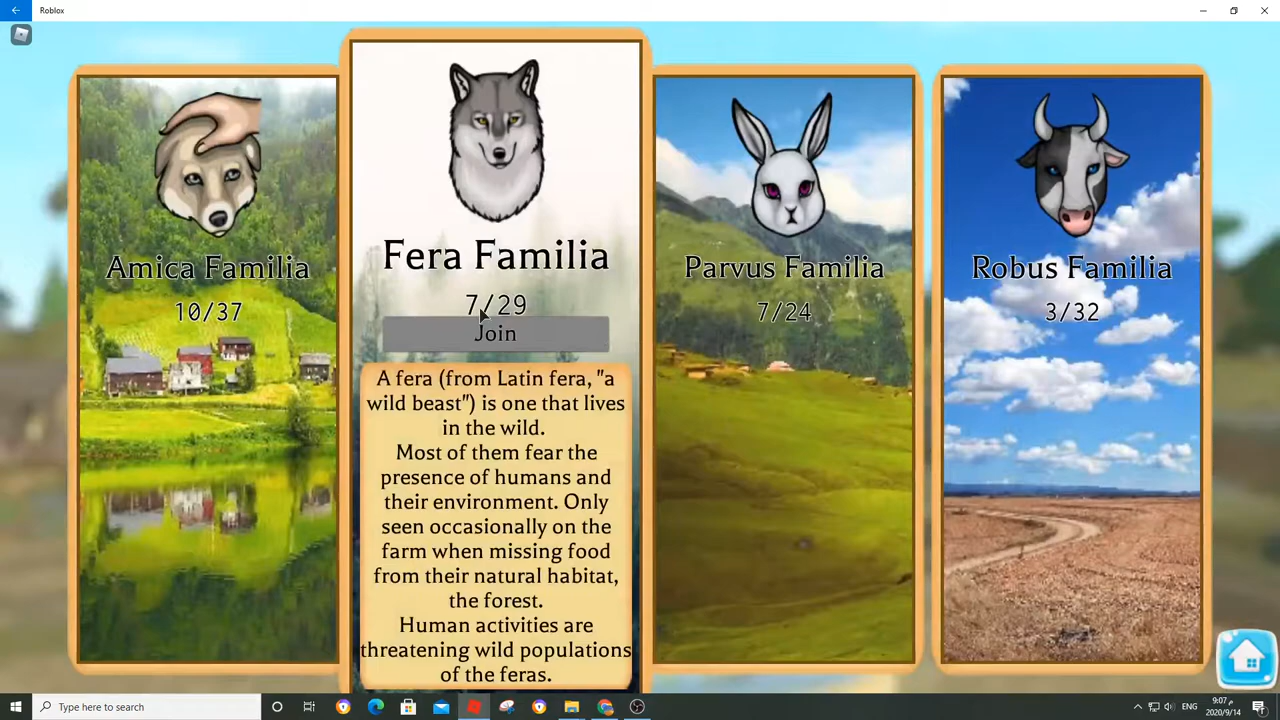 Roblox
Amica Familia
10/37
Fera Familia
7/29
Join
A fera (from Latin fera, "a
wild beast") is one that lives
in the wild.
Most of them fear the
presence of humans and
their environment. Only
seen occasionally on the
farm when missing food
from their natural habitat,
the forest.
Human activities are
threatening wild populations
of the feras.
Parvus Familia
7/24
Robus Familia
3/32
Type here to search
ENG
9:07 م
2020/9/14